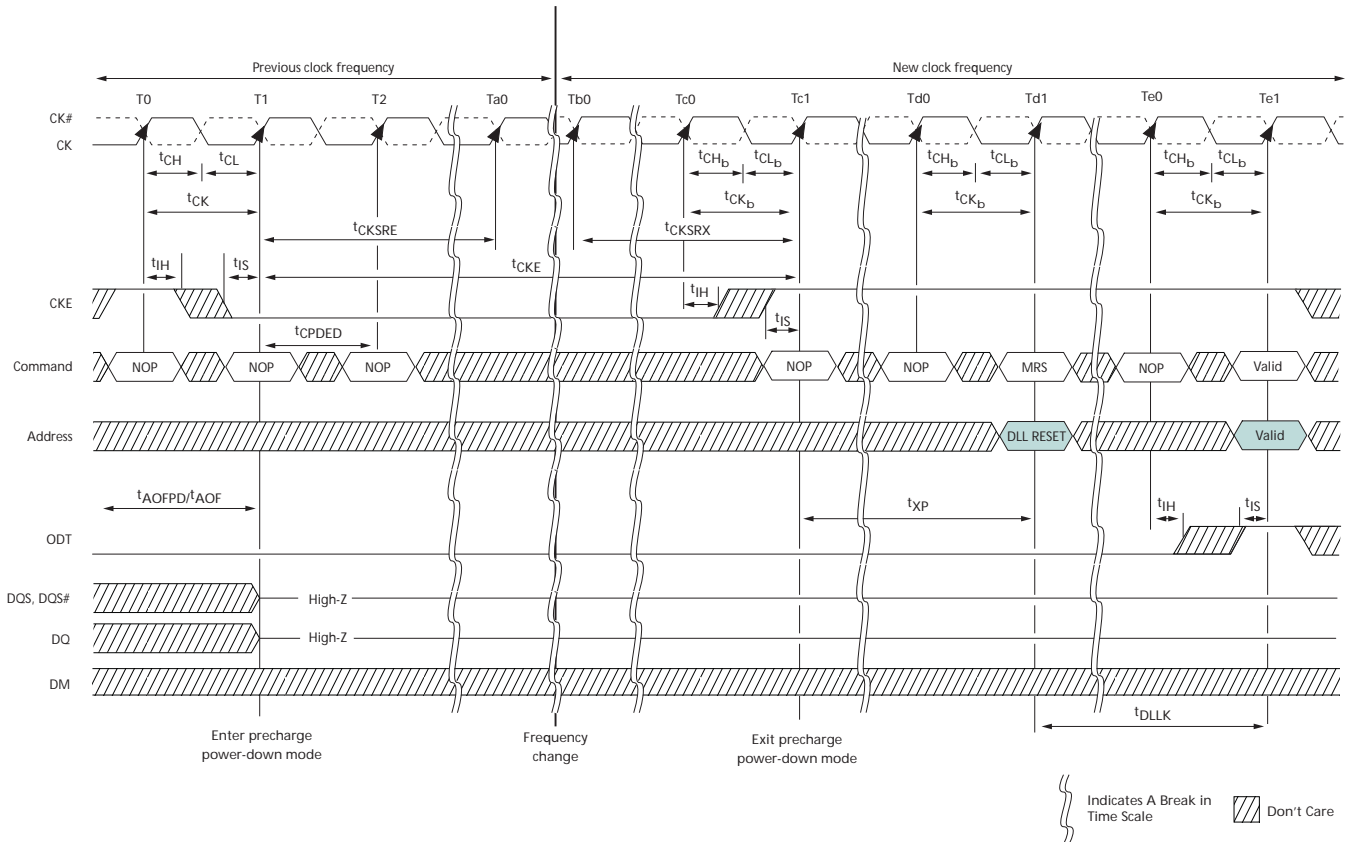 Previous clock frequency New clock frequency
T0 T1 T2 Ta0 Tb0 Tc0 Tc1 Td0 Td1 Te0 Te1
CK#
CK
tCH tCL tCHb tCLb tCHb tCLb tCHb tCLb
tCK tCKb tCKb tCKb
tCKSRE tCKSRX
tIH tIS tCKE
CKE tIH
tIS
tCPDED
Command NOP NOP NOP NOP NOP MRS NOP Valid
Address DLL RESET Valid
tAOFPD/tAOF tXP tIH tIS
ODT
DQS, DQS# High-Z
DQ High-Z
DM
tDLLK
Enter precharge
power-down mode
Frequency
change
Exit precharge
power-down mode
Indicates A Break in
Time Scale
Don't Care